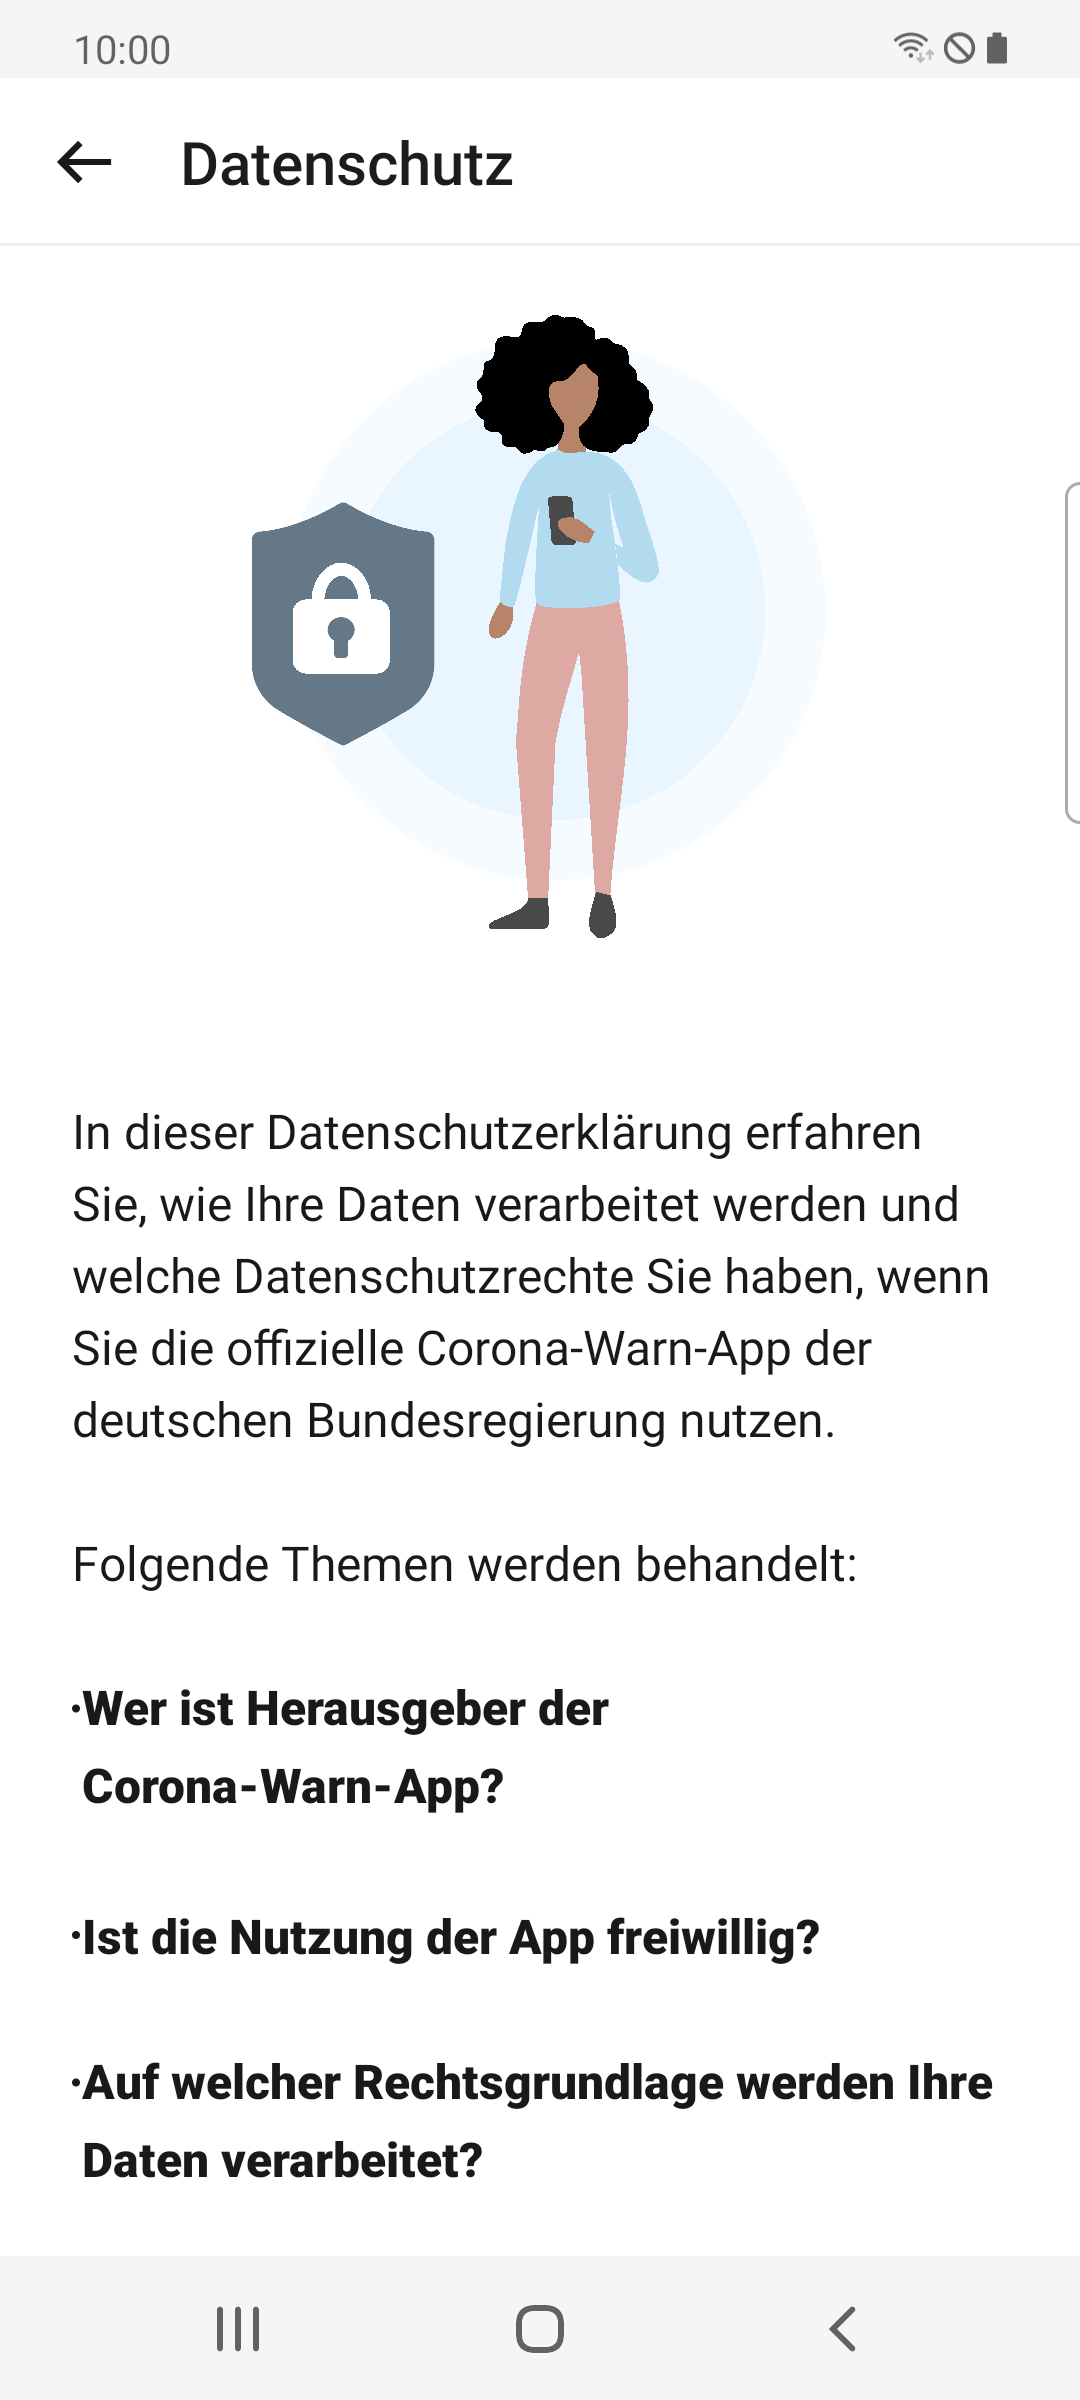 10:00
Datenschutz
In dieser Datenschutzerklärung erfahren
Sie, wie Ihre Daten verarbeitet werden und
welche Datenschutzrechte Sie haben, wenn
Sie die offizielle Corona-Warn-App der
deutschen Bundesregierung nutzen.
Folgende Themen werden behandelt:
·Wer ist Herausgeber der
Corona-Warn-App?
·Ist die Nutzung der App freiwillig?
·Auf welcher Rechtsgrundlage werden Ihre
Daten verarbeitet?